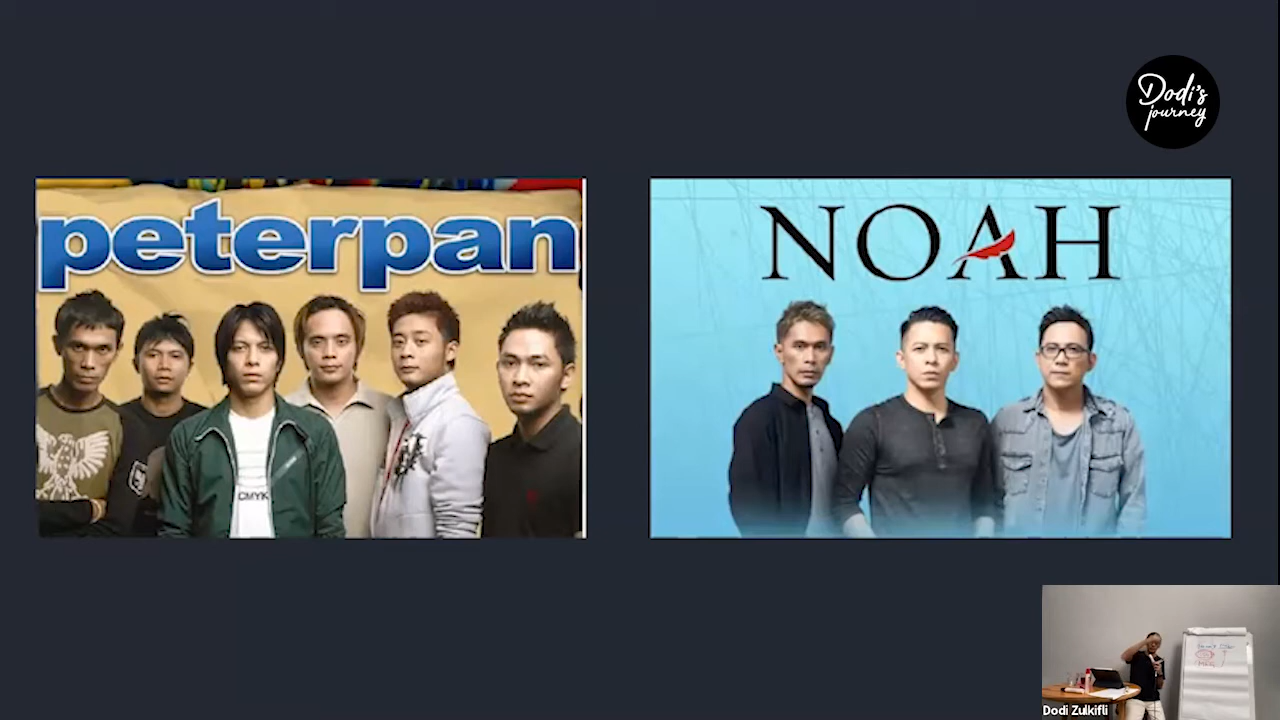 Dodi's
journey
peterpan
NOAH
CMYK
Dodi Zulkifli